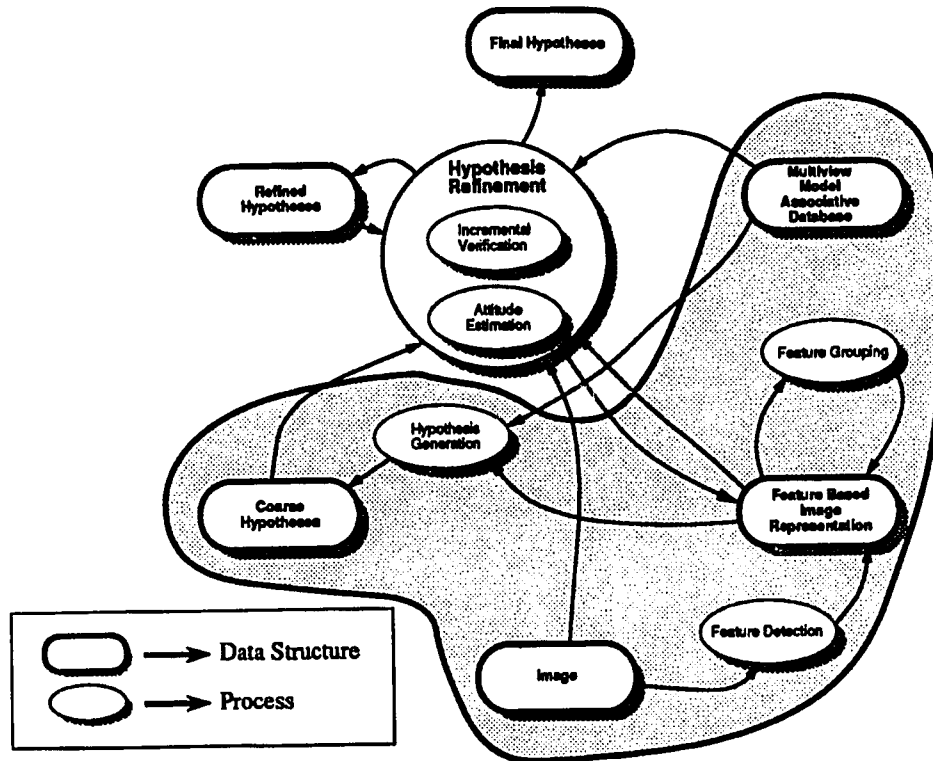 Final Hypotheses
Hypothesis
Refinement
Multiview
Model
Associative
Database
Refined
Hypotheses
Incremental
Verification
Attitude
Estimation
Feature Grouping
Hypothesis
Generation
Coarse
Hypotheses
Feature Based
Image
Representation
Feature Detection
Image
Data Structure
Process